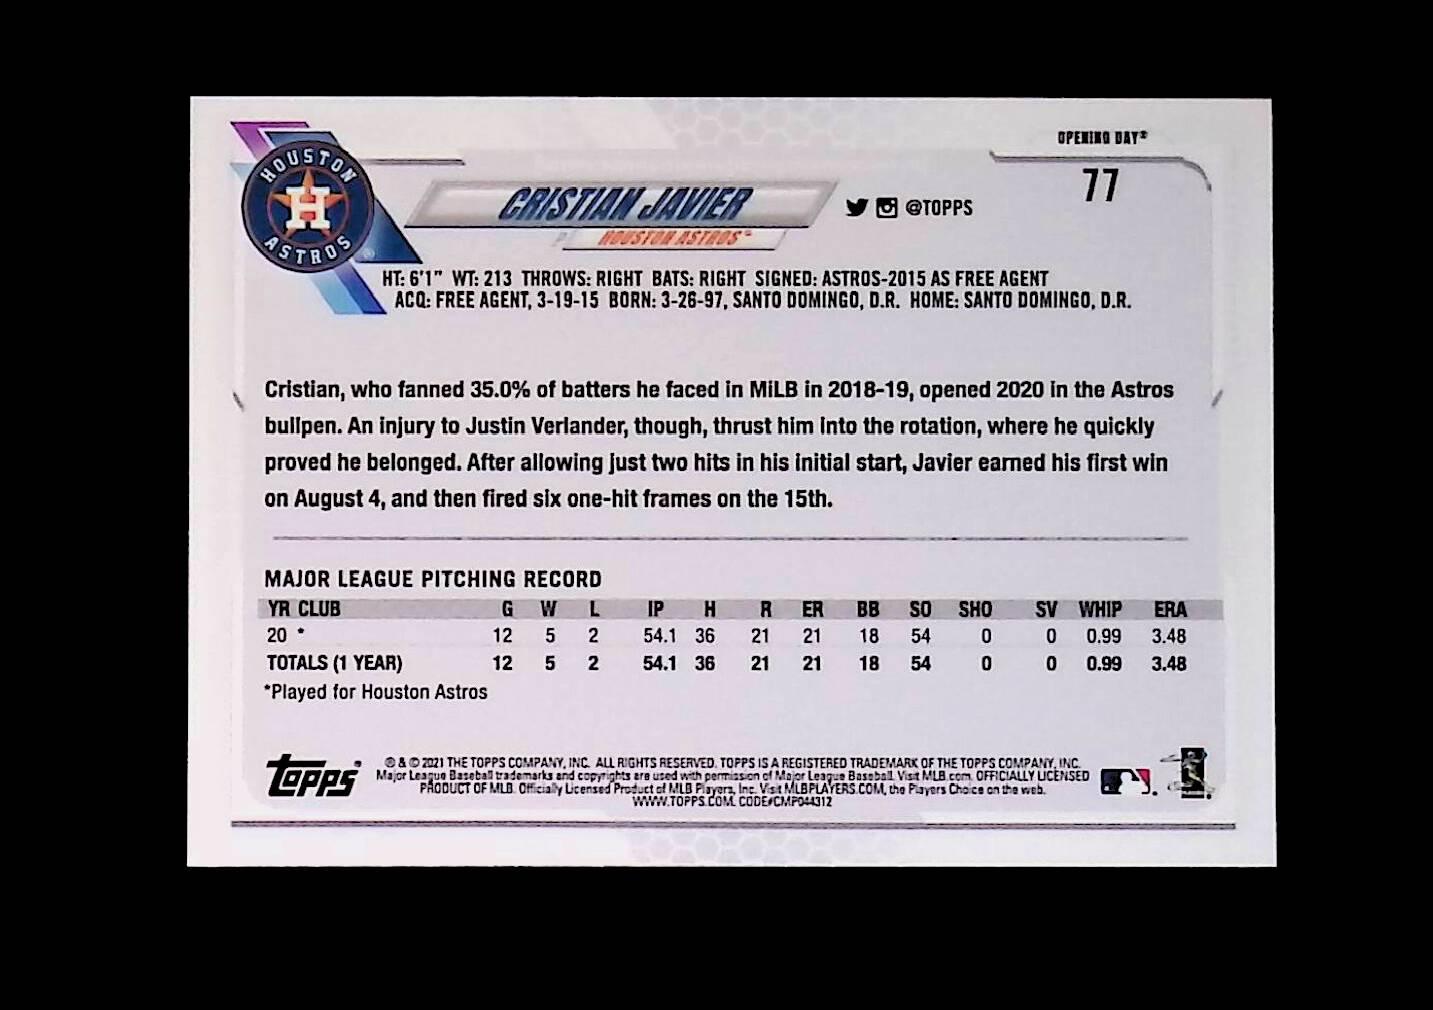 OPENING DAY®
77
HOUSTON
H
ASTROS
®
CRISTIAN JAVIER
@TOPPS
HOUSTON ASTROS™
HT: 6'1" WT: 213 THROWS: RIGHT BATS: RIGHT SIGNED: ASTROS-2015 AS FREE AGENT
ACQ: FREE AGENT, 3-19-15 BORN: 3-26-97, SANTO DOMINGO, D.R. HOME: SANTO DOMINGO, D.R.
Cristian, who fanned 35.0% of batters he faced in MiLB in 2018-19, opened 2020 in the Astros
bullpen. An injury to Justin Verlander, though, thrust him into the rotation, where he quickly
proved he belonged. After allowing just two hits in his initial start, Javier earned his first win
on August 4, and then fired six one-hit frames on the 15th.
MAJOR LEAGUE PITCHING RECORD
YR CLUB G W L IP H R ER BB SO SHO SV WHIP ERA
20 * 12 5 2 54.1 36 21 21 18 54 0 0 0.99 3.48
TOTALS (1 YEAR) 12 5 2 54.1 36 21 21 18 54 0 0 0.99 3.48
*Played for Houston Astros
Topps®
® & © 2021 THE TOPPS COMPANY, INC. ALL RIGHTS RESERVED. TOPPS IS A REGISTERED TRADEMARK OF THE TOPPS COMPANY, INC.
Major League Baseball trademarks and copyrights are used with permission of Major League Baseball. Visit MLB.com. OFFICIALLY LICENSED
PRODUCT OF MLB. Officially Licensed Product of MLB Players, Inc. Visit MLBPLAYERS.COM, the Players Choice on the web.
WWW.TOPPS.COM. CODE#CMP044312